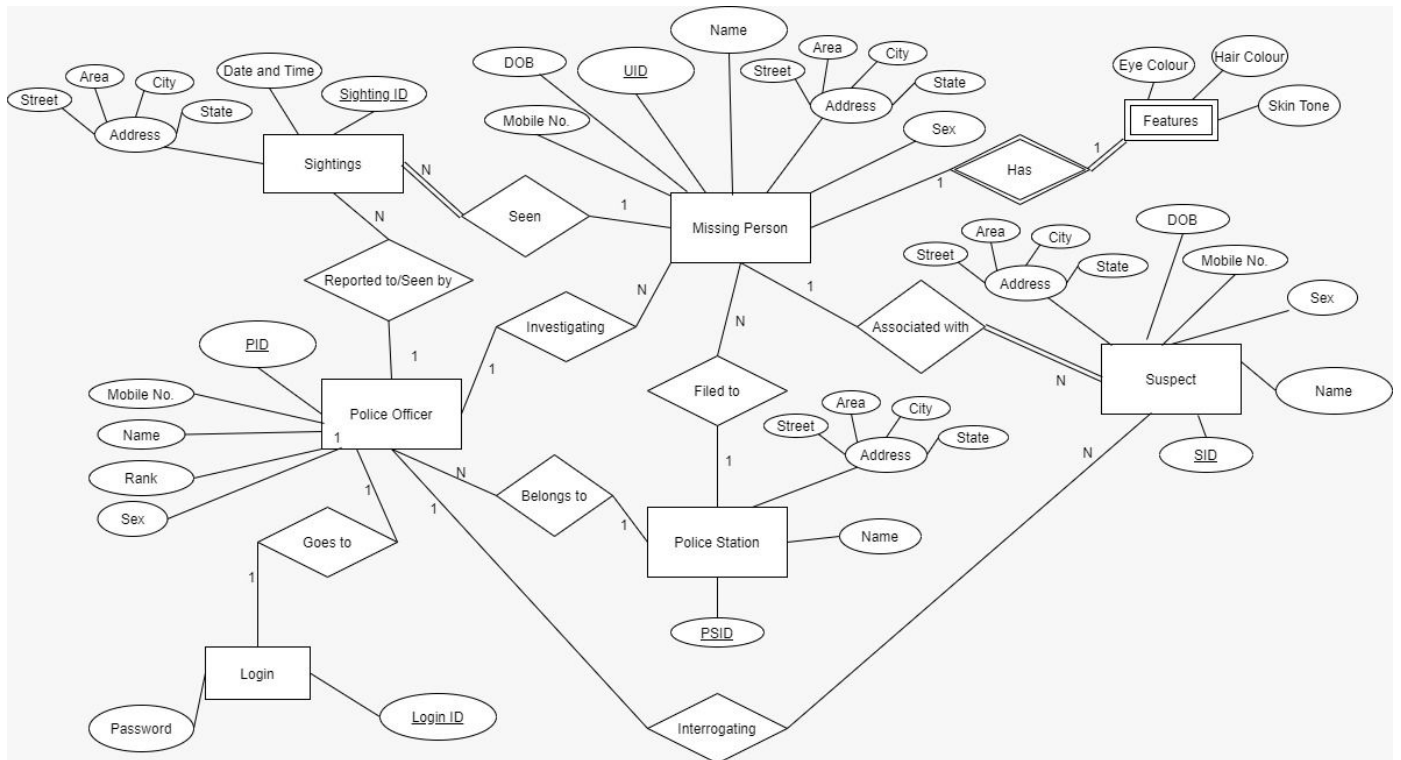 Name
Area
City
Street
State
Address
Date and Time
Sighting ID
Sightings
DOB
UID
Mobile No.
Area
City
Street
State
Address
Sex
Eye Colour
Hair Colour
Features
Skin Tone
N
Seen
1
Missing Person
1
Has
1
N
Reported to/Seen by
1
N
Investigating
1
N
Filed to
1
1
Associated with
N
Area
City
Street
State
Address
DOB
Mobile No.
Sex
Suspect
Name
SID
PID
Mobile No.
Name
Rank
Sex
Police Officer
1
1
Goes to
1
N
Belongs to
1
Area
City
Street
State
Address
Police Station
Name
PSID
1
Interrogating
N
Login
Password
Login ID